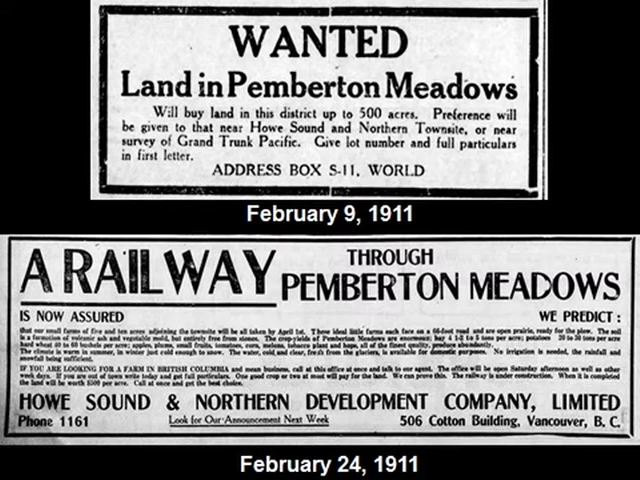 WANTED
Land in Pemberton Meadows
Will buy land in this district up to 500 acres. Preference will
be given to that near Howe Sound and Northern Townsite, or near
survey of Grand Trunk Pacific. Give lot number and full particulars
in first letter.
ADDRESS BOX S-11, WORLD
February 9, 1911
A RAILWAY THROUGH PEMBERTON MEADOWS
IS NOW ASSURED WE PREDICT :
that our small farms of five and ten acres adjoining the townsite will be all taken by April 1st. These ideal little farms each face on a 66-foot road and are open prairie, ready for the plow. The soil
is a formation of volcanic ash and vegetable mold, but entirely free from stones. The crop-yields of Pemberton Meadows are enormous: hay 4 1-2 to 5 tons per acre; potatoes 20 to 30 tons per acre
hard wheat 40 to 60 bushels per acre; apples, plums, small fruits, tomatoes, corn, melons, tobacco plant and hops, all of the finest quality, produced abundantly.
The climate is warm in summer, in winter just cold enough to snow. The water, cold and clear, fresh from the glaciers, is available for domestic purposes. No irrigation is needed, the rainfall and
snowfall being sufficient.
IF YOU ARE LOOKING FOR A FARM IN BRITISH COLUMBIA and mean business, call at this office at once and talk to our agent. The office will be open Saturday afternoon as well as other
week days. If you are out of town write today and get full particulars. One good crop or two at most will pay for the land. We can prove this. The railway is under construction. When it is completed
the land will be worth $500 per acre. Call at once and get the best choice.
HOWE SOUND & NORTHERN DEVELOPMENT COMPANY, LIMITED
Phone 1161 Look for Our Announcement Next Week 506 Cotton Building, Vancouver, B. C.
February 24, 1911